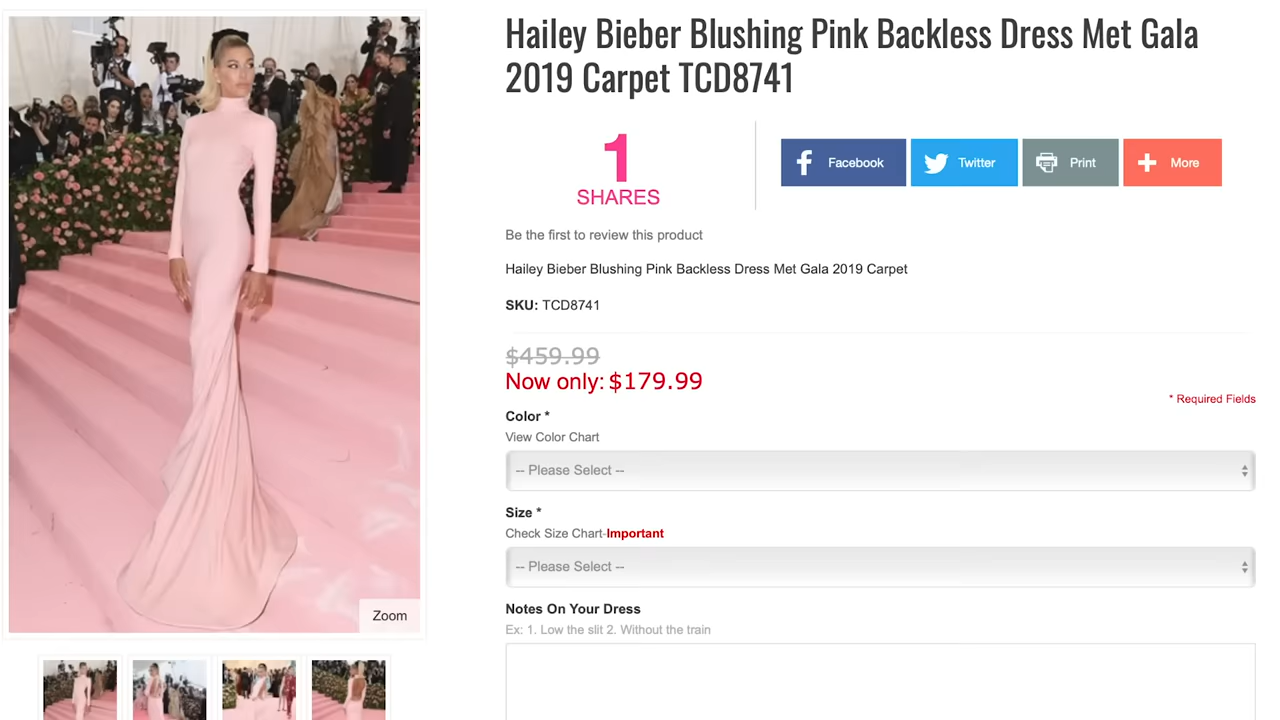 Hailey Bieber Blushing Pink Backless Dress Met Gala
2019 Carpet TCD8741
1
SHARES
Facebook
Twitter
Print
More
Be the first to review this product
Hailey Bieber Blushing Pink Backless Dress Met Gala 2019 Carpet
SKU: TCD8741
$459.99
Now only: $179.99
* Required Fields
Color *
View Color Chart
-- Please Select --
Size *
Check Size Chart-Important
-- Please Select --
Notes On Your Dress
Ex: 1. Low the slit 2. Without the train
Zoom